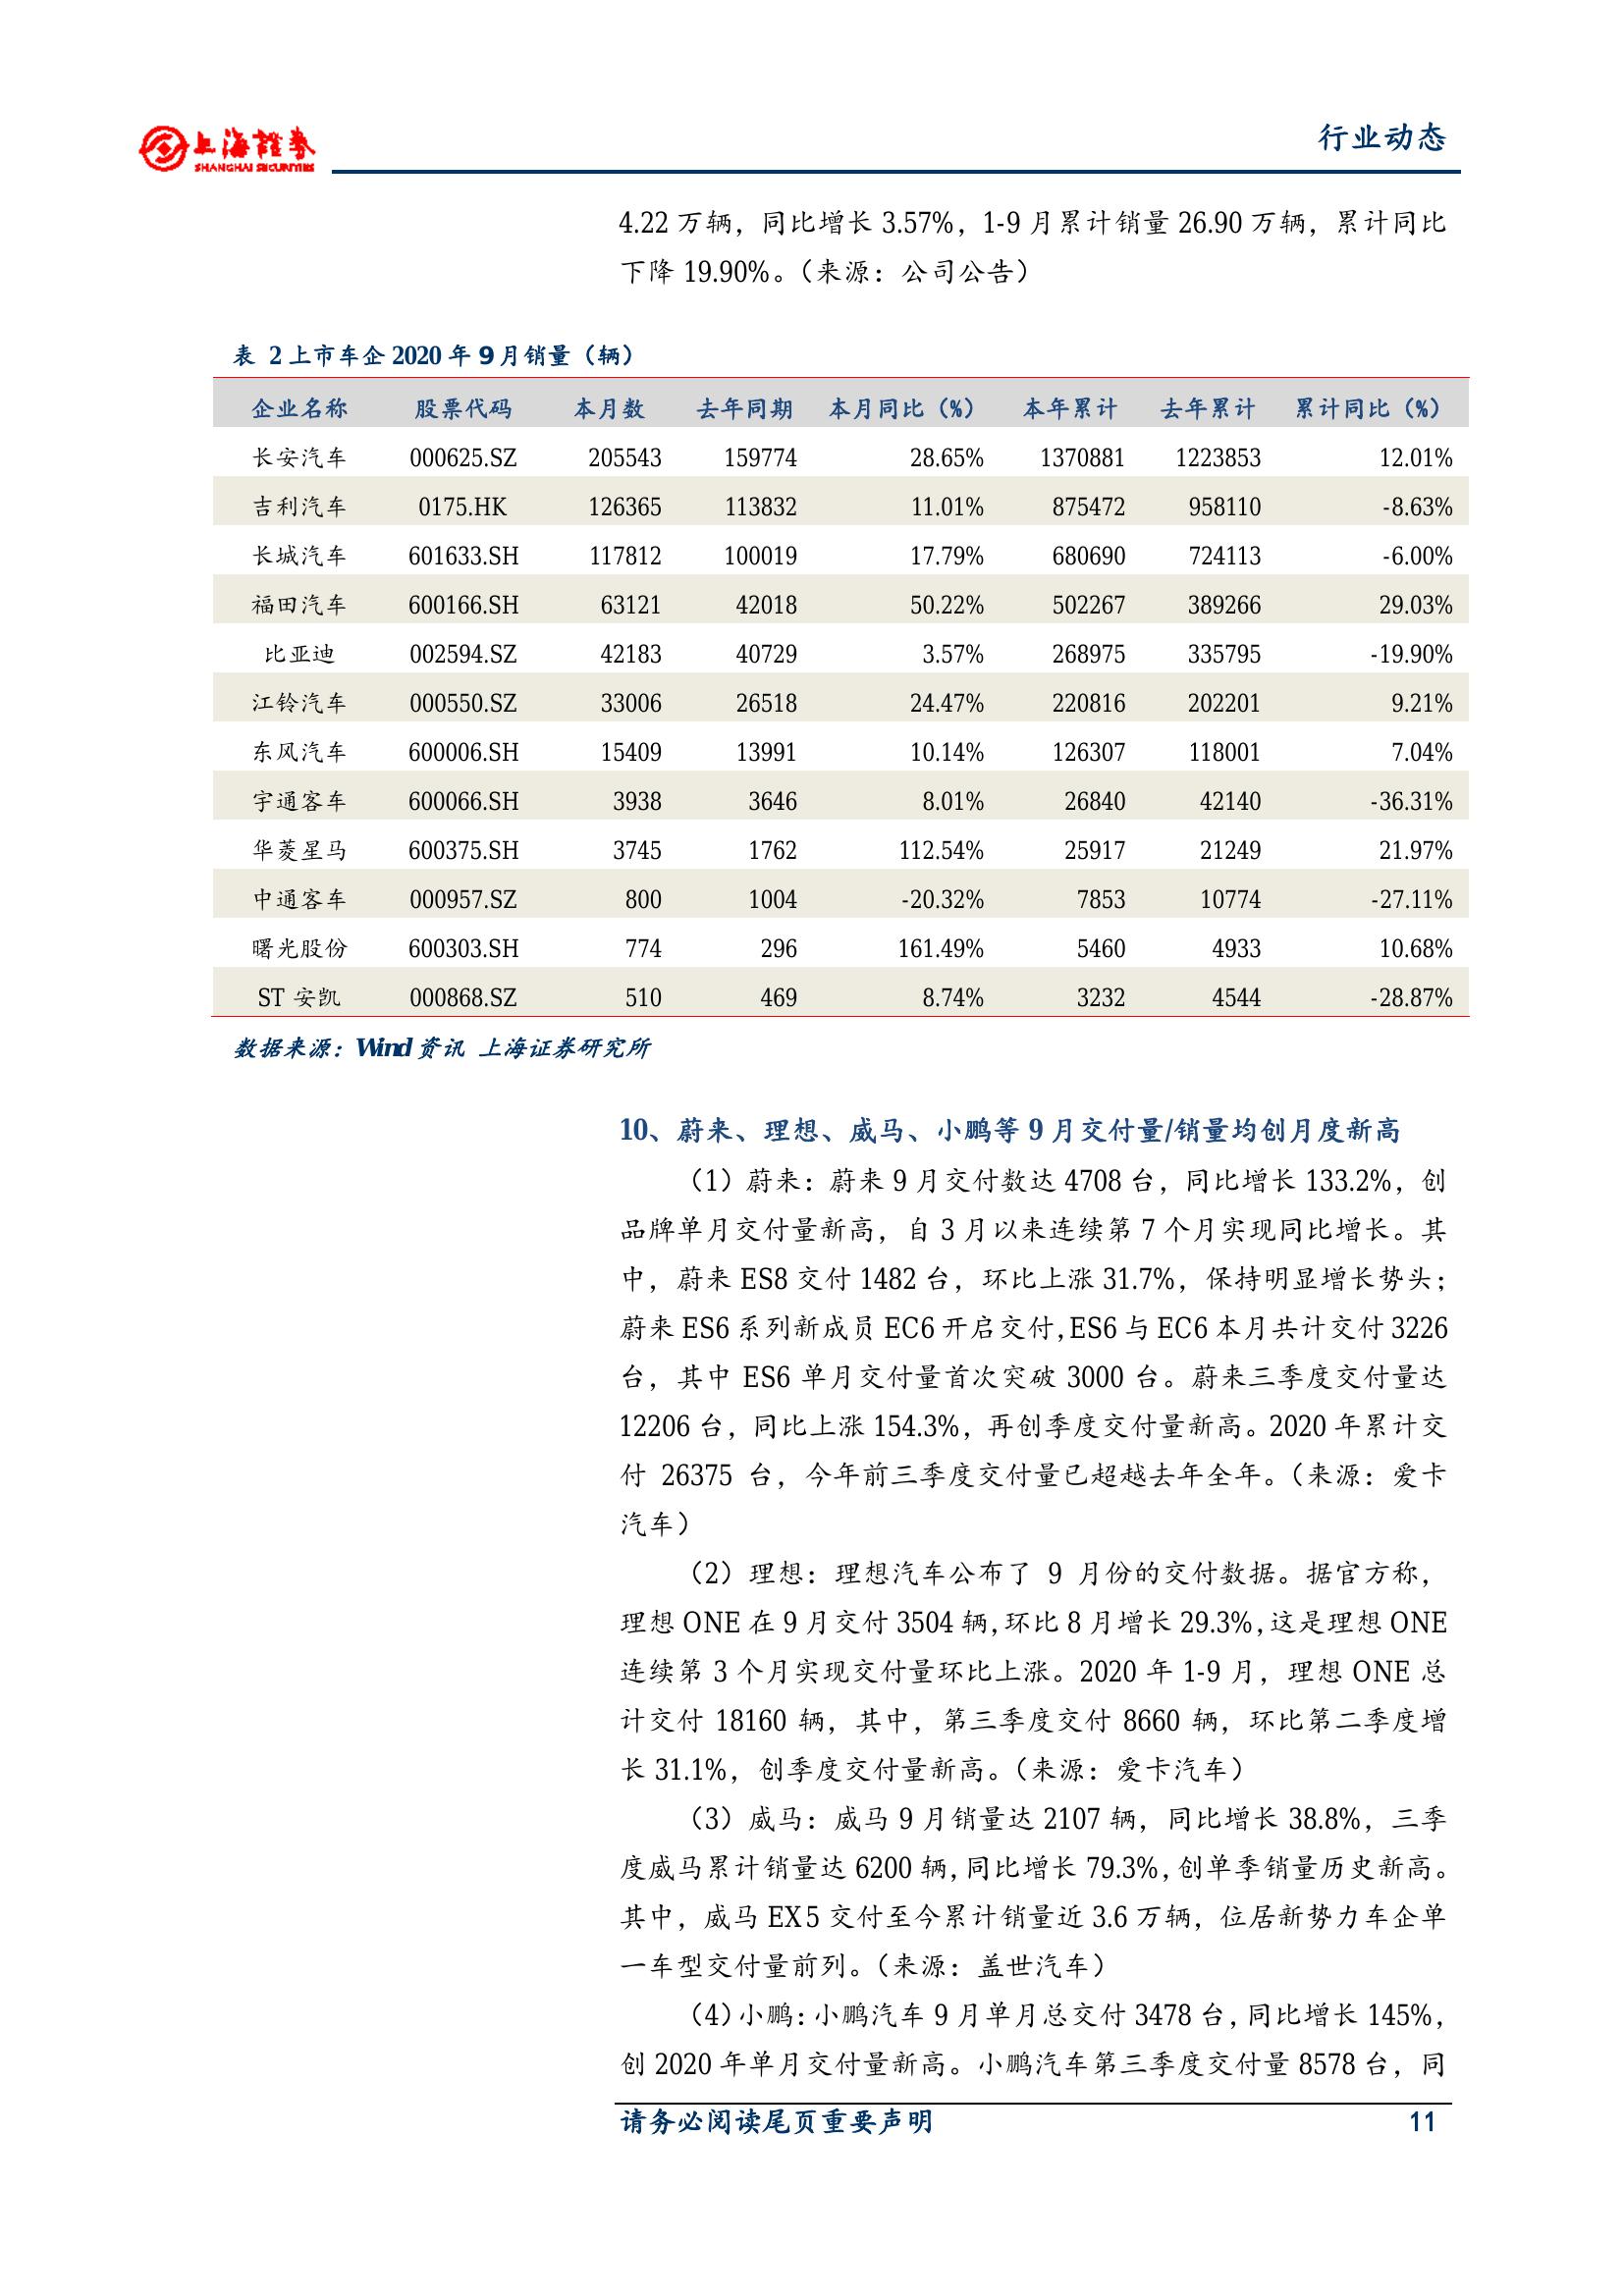 上海證券
SHANGHAI SECURITIES
行业动态
4.22 万辆，同比增长 3.57%，1-9 月累计销量 26.90 万辆，累计同比
下降 19.90%。（来源：公司公告）
表 2 上市车企 2020 年 9 月销量（辆）
企业名称 股票代码 本月数 去年同期 本月同比（%） 本年累计 去年累计 累计同比（%）
长安汽车 000625.SZ 205543 159774 28.65% 1370881 1223853 12.01%
吉利汽车 0175.HK 126365 113832 11.01% 875472 958110 -8.63%
长城汽车 601633.SH 117812 100019 17.79% 680690 724113 -6.00%
福田汽车 600166.SH 63121 42018 50.22% 502267 389266 29.03%
比亚迪 002594.SZ 42183 40729 3.57% 268975 335795 -19.90%
江铃汽车 000550.SZ 33006 26518 24.47% 220816 202201 9.21%
东风汽车 600006.SH 15409 13991 10.14% 126307 118001 7.04%
宇通客车 600066.SH 3938 3646 8.01% 26840 42140 -36.31%
华菱星马 600375.SH 3745 1762 112.54% 25917 21249 21.97%
中通客车 000957.SZ 800 1004 -20.32% 7853 10774 -27.11%
曙光股份 600303.SH 774 296 161.49% 5460 4933 10.68%
ST 安凯 000868.SZ 510 469 8.74% 3232 4544 -28.87%
数据来源：Wind 资讯 上海证券研究所
10、蔚来、理想、威马、小鹏等 9 月交付量/销量均创月度新高
（1）蔚来：蔚来 9 月交付数达 4708 台，同比增长 133.2%，创
品牌单月交付量新高，自 3 月以来连续第 7 个月实现同比增长。其
中，蔚来 ES8 交付 1482 台，环比上涨 31.7%，保持明显增长势头；
蔚来 ES6 系列新成员 EC6 开启交付，ES6 与 EC6 本月共计交付 3226
台，其中 ES6 单月交付量首次突破 3000 台。蔚来三季度交付量达
12206 台，同比上涨 154.3%，再创季度交付量新高。2020 年累计交
付 26375 台，今年前三季度交付量已超越去年全年。（来源：爱卡
汽车）
（2）理想：理想汽车公布了 9 月份的交付数据。据官方称，
理想 ONE 在 9 月交付 3504 辆，环比 8 月增长 29.3%，这是理想 ONE
连续第 3 个月实现交付量环比上涨。2020 年 1-9 月，理想 ONE 总
计交付 18160 辆，其中，第三季度交付 8660 辆，环比第二季度增
长 31.1%，创季度交付量新高。（来源：爱卡汽车）
（3）威马：威马 9 月销量达 2107 辆，同比增长 38.8%，三季
度威马累计销量达 6200 辆，同比增长 79.3%，创单季销量历史新高。
其中，威马 EX5 交付至今累计销量近 3.6 万辆，位居新势力车企单
一车型交付量前列。（来源：盖世汽车）
（4）小鹏：小鹏汽车 9 月单月总交付 3478 台，同比增长 145%，
创 2020 年单月交付量新高。小鹏汽车第三季度交付量 8578 台，同
请务必阅读尾页重要声明 11